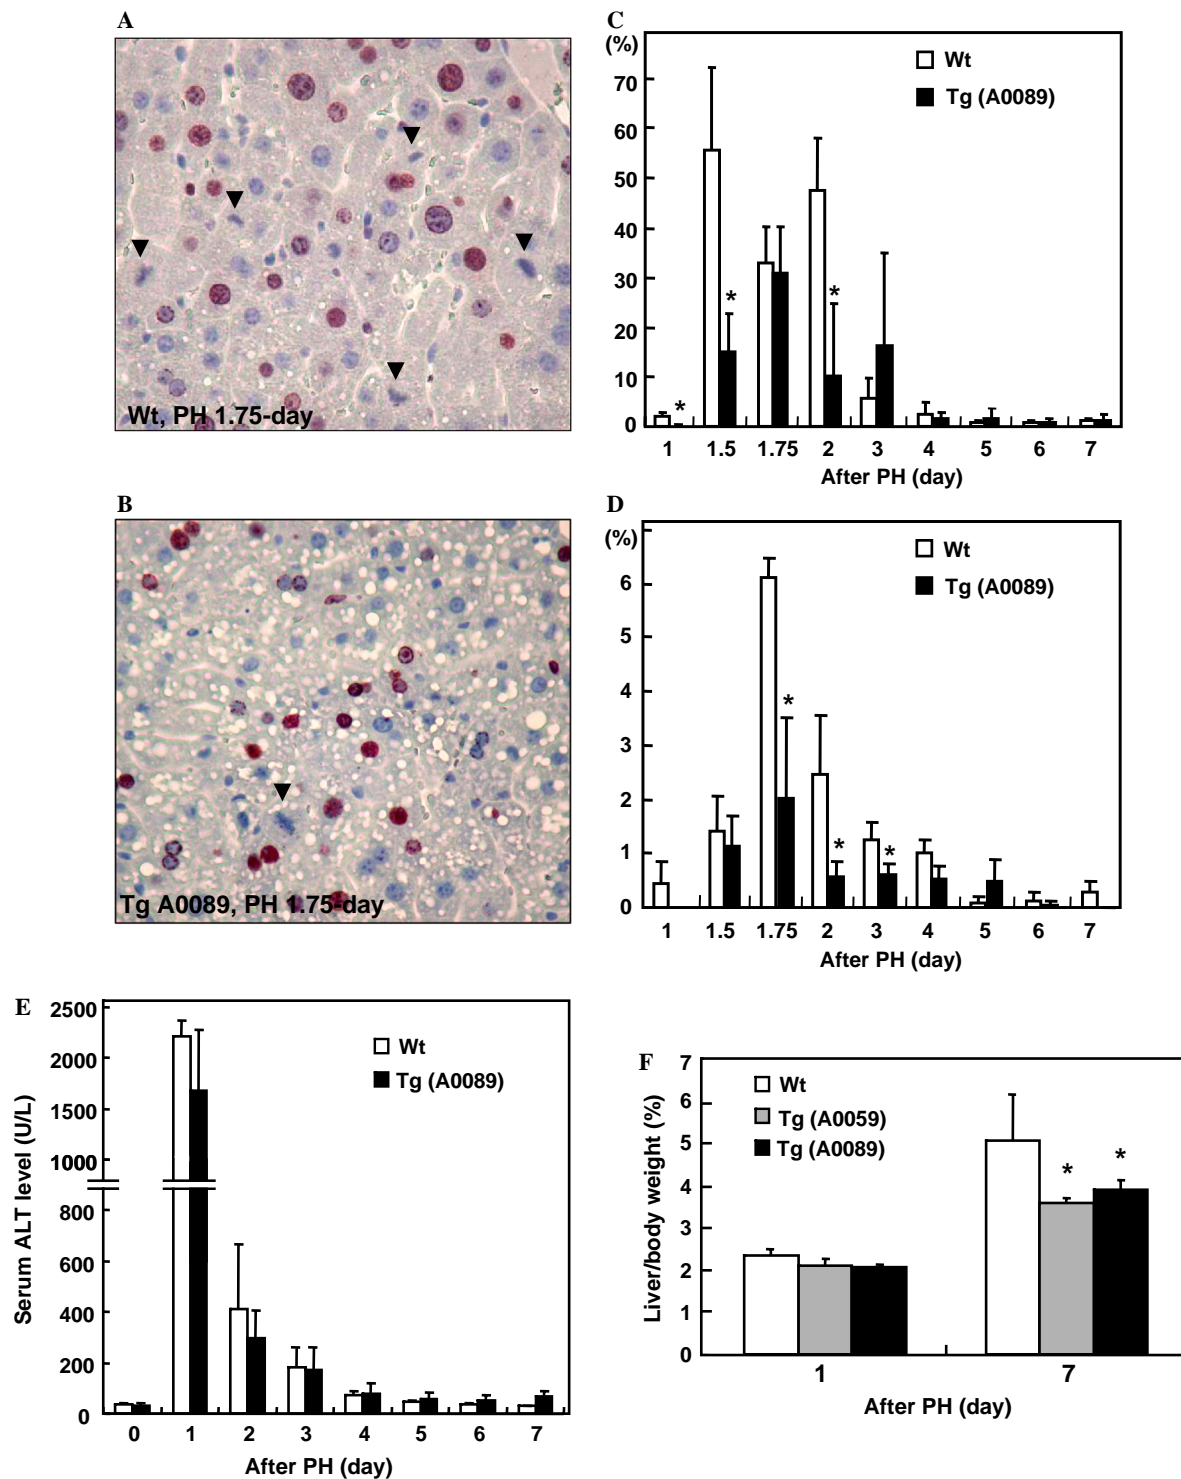 A
Wt, PH 1.75-day
B
Tg A0089, PH 1.75-day
C
(%)
Wt
Tg (A0089)
70
60
50
40
30
20
10
0
1 1.5 1.75 2 3 4 5 6 7
After PH (day)
* * *
D
(%)
Wt
Tg (A0089)
6
5
4
3
2
1
0
1 1.5 1.75 2 3 4 5 6 7
After PH (day)
* * *
E
Serum ALT level (U/L)
Wt
Tg (A0089)
2500
2000
1500
1000
800
600
400
200
0
0 1 2 3 4 5 6 7
After PH (day)
F
Liver/body weight (%)
Wt
Tg (A0059)
Tg (A0089)
7
6
5
4
3
2
1
0
* *
1 7
After PH (day)